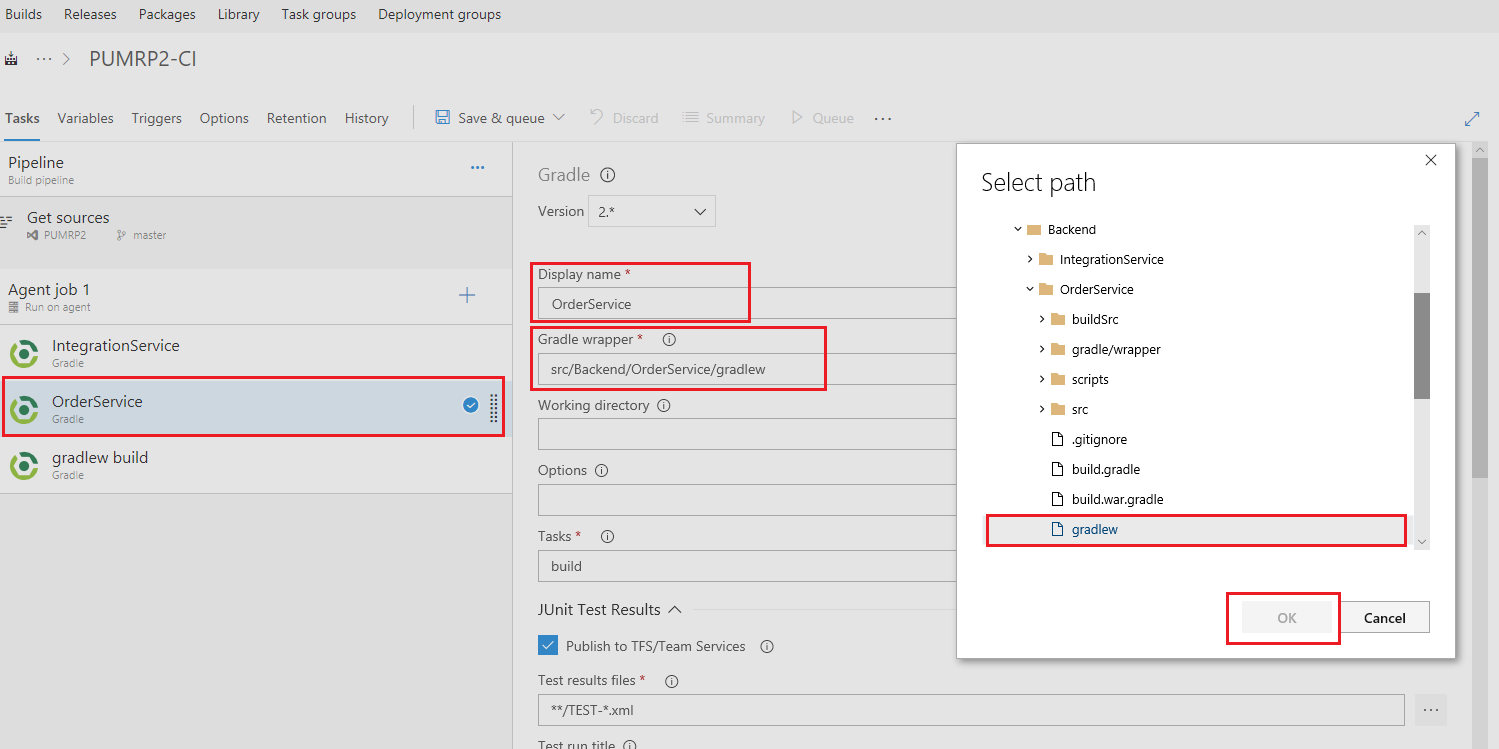 Builds Releases Packages Library Task groups Deployment groups
... PUMRP2-CI
Tasks Variables Triggers Options Retention History Save & queue Discard Summary Queue ...
Pipeline
Build pipeline
Get sources
PUMRP2 master
Agent job 1
Run on agent
IntegrationService
Gradle
OrderService
Gradle
gradlew build
Gradle
Gradle
Version 2.*
Display name *
OrderService
Gradle wrapper *
src/Backend/OrderService/gradlew
Working directory
Options
Tasks *
build
JUnit Test Results
Publish to TFS/Team Services
Test results files *
**/TEST-*.xml
Test run title
Select path
Backend
IntegrationService
OrderService
buildSrc
gradle/wrapper
scripts
src
.gitignore
build.gradle
build.war.gradle
gradlew
OK Cancel